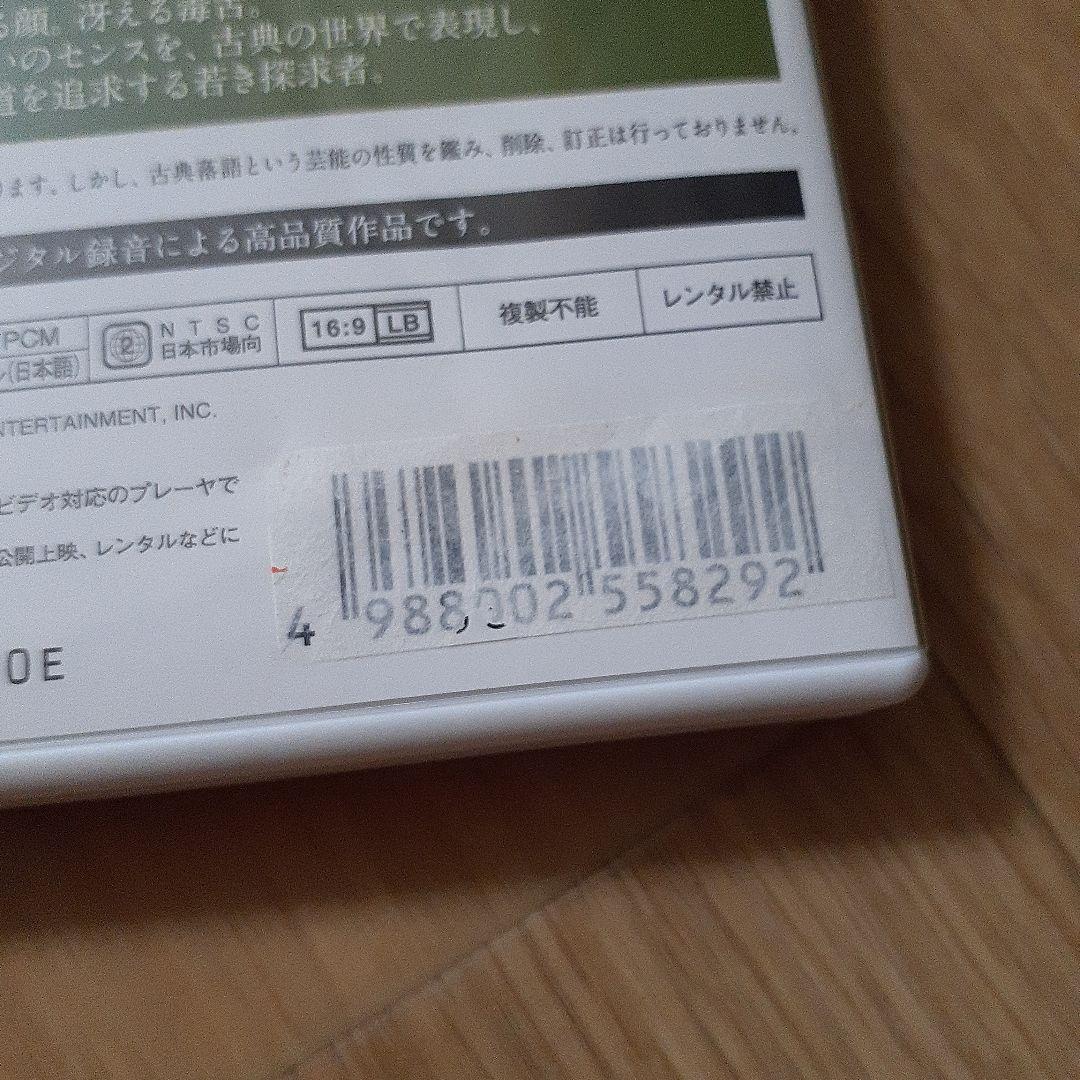 る顔。冴える毒舌。
いのセンスを、古典の世界で表現し、
道を追求する若き探求者。
ります。しかし、古典落語という芸能の性質を鑑み、削除、訂正は行っておりません。
ジタル録音による高品質作品です。
PCM
(日本語)
2
NTSC
日本市場向
16:9 LB
複製不能
レンタル禁止
NTERTAINMENT, INC.
ビデオ対応のプレーヤで
公開上映、レンタルなどに
0E
4 988002 558292